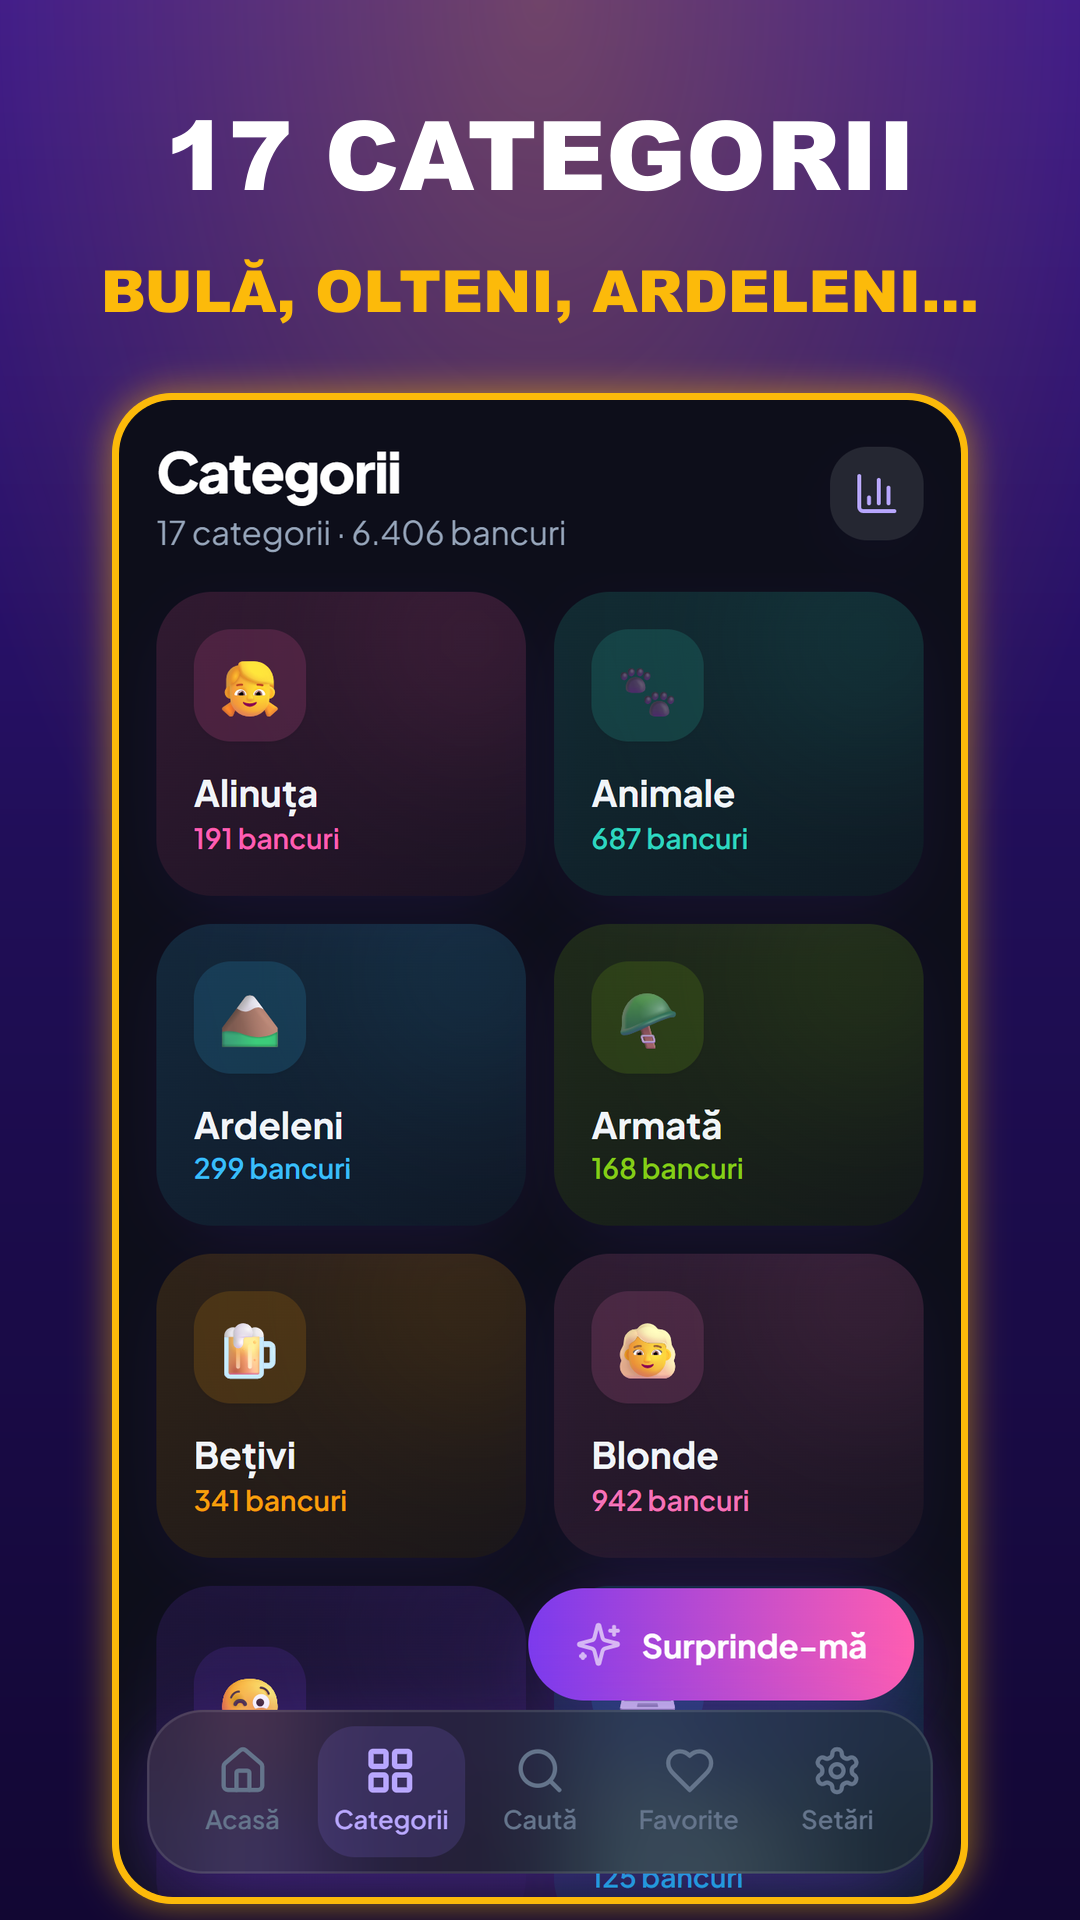 17 CATEGORII
BULĂ, OLTENI, ARDELENI...
Categorii
17 categorii · 6.406 bancuri
Alinuța
191 bancuri
Animale
687 bancuri
Ardeleni
299 bancuri
Armată
168 bancuri
Bețivi
341 bancuri
Blonde
942 bancuri
Surprinde-mă
Acasă
Categorii
Caută
Favorite
Setări
125 bancuri